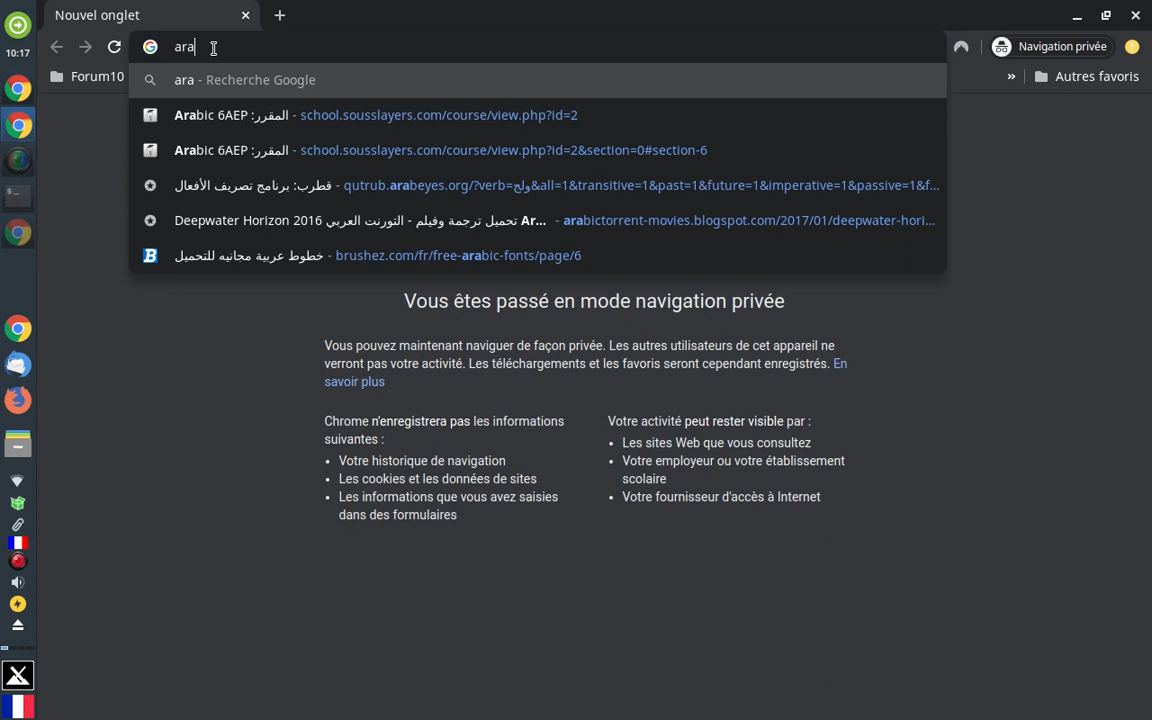 Nouvel onglet
10:17
ara
Navigation privée
Forum10
»
Autres favoris
ara - Recherche Google
Arabic 6AEP :المقرر - school.sousslayers.com/course/view.php?id=2
Arabic 6AEP :المقرر - school.sousslayers.com/course/view.php?id=2&section=0#section-6
قطرب: برنامج تصريف الأفعال - qutrub.arabeyes.org/?verb=ولج&all=1&transitive=1&past=1&future=1&imperative=1&passive=1&f...
Deepwater Horizon 2016 تحميل ترجمة وفيلم - التورنت العربي Ar... - arabictorrent-movies.blogspot.com/2017/01/deepwater-hori...
خطوط عربية مجانيه للتحميل - brushez.com/fr/free-arabic-fonts/page/6
Vous êtes passé en mode navigation privée
Vous pouvez maintenant naviguer de façon privée. Les autres utilisateurs de cet appareil ne
verront pas votre activité. Les téléchargements et les favoris seront cependant enregistrés. En
savoir plus
Chrome n'enregistrera pas les informations
suivantes :
• Votre historique de navigation
• Les cookies et les données de sites
• Les informations que vous avez saisies
dans des formulaires
Votre activité peut rester visible par :
• Les sites Web que vous consultez
• Votre employeur ou votre établissement
scolaire
• Votre fournisseur d'accès à Internet